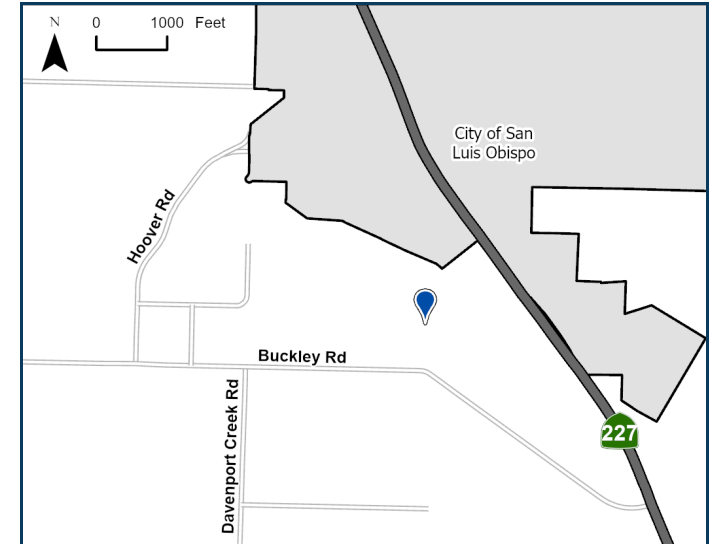 N
0 1000 Feet
City of San
Luis Obispo
Hoover Rd
Buckley Rd
Davenport Creek Rd
227